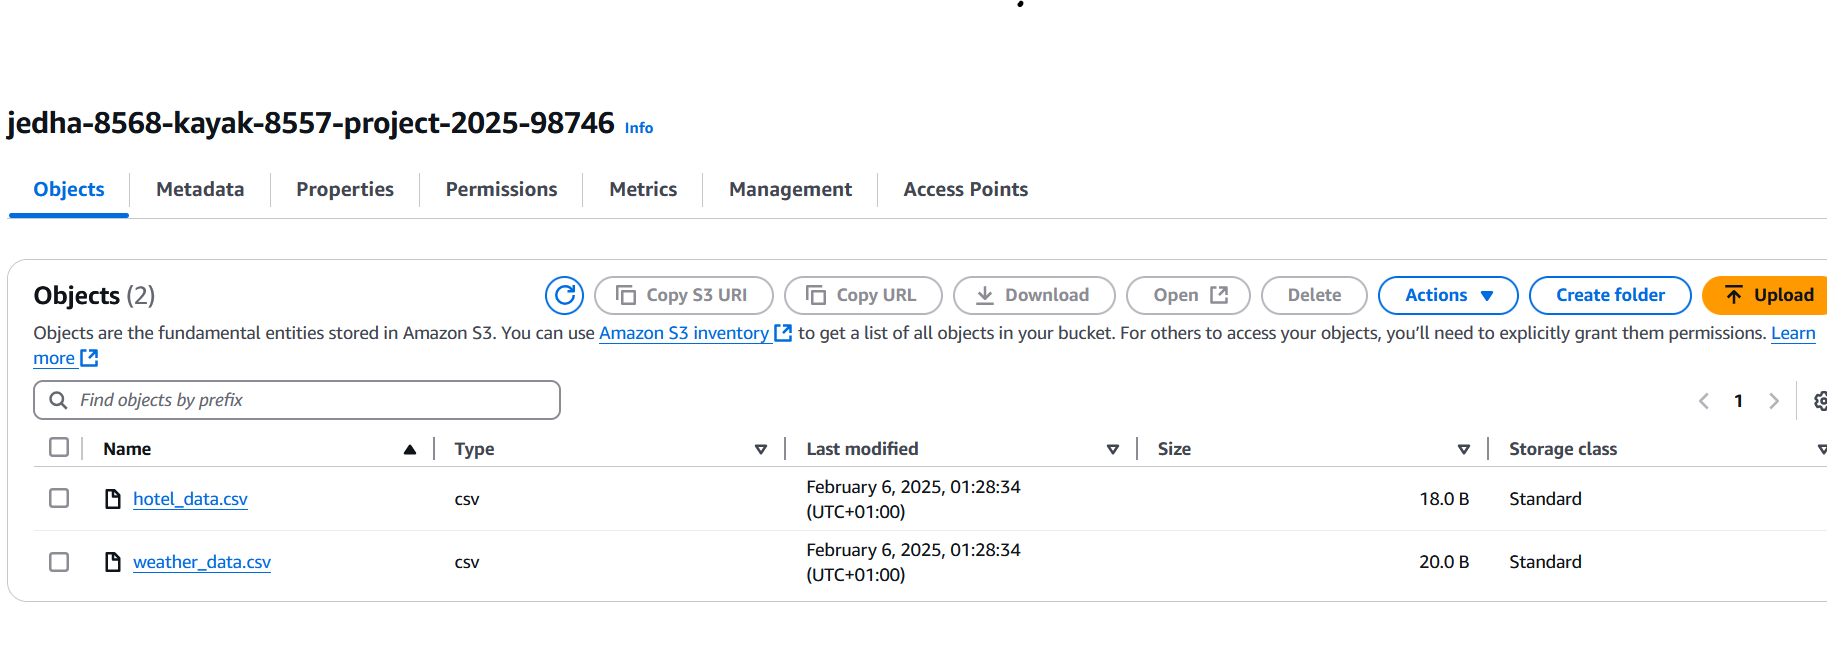 jedha-8568-kayak-8557-project-2025-98746 Info
Objects Metadata Properties Permissions Metrics Management Access Points
Objects (2) Copy S3 URI Copy URL Download Open Delete Actions Create folder Upload
Objects are the fundamental entities stored in Amazon S3. You can use Amazon S3 inventory to get a list of all objects in your bucket. For others to access your objects, you’ll need to explicitly grant them permissions. Learn
more
Find objects by prefix 1
Name Type Last modified Size Storage class
hotel_data.csv csv February 6, 2025, 01:28:34 (UTC+01:00) 18.0 B Standard
weather_data.csv csv February 6, 2025, 01:28:34 (UTC+01:00) 20.0 B Standard